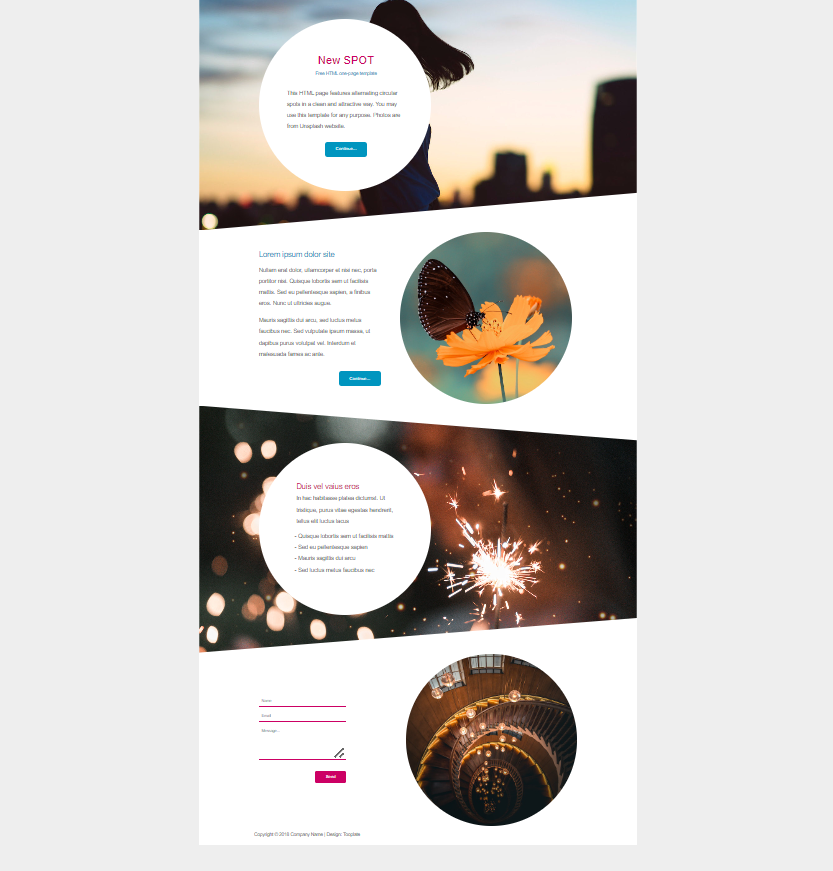 New SPOT
Free HTML one-page template
This HTML page features alternating circular
spots in a clean and attractive way. You may
use this template for any purpose. Photos are
from Unsplash website.
Continue...
Lorem ipsum dolor site
Nullam erat dolor, ullamcorper et nisi nec, porta
porttitor nisi. Quisque lobortis sem ut facilisis
mattis. Sed eu pellentesque sapien, a finibus
eros. Nunc ut ultricies augue.
Mauris sagittis dui arcu, sed luctus metus
faucibus nec. Sed vulputate ipsum massa, ut
dapibus purus volutpat vel. Interdum et
malesuada fames ac ante.
Continue...
Duis vel vaius eros
In hac habitasse platea dictumst. Ut
tristique, purus vitae egestas hendrerit,
tellus elit luctus lacus
- Quisque lobortis sem ut facilisis mattis
- Sed eu pellentesque sapien
- Mauris sagittis dui arcu
- Sed luctus metus faucibus nec
Name
Email
Message...
Send
Copyright © 2018 Company Name | Design: Tooplate